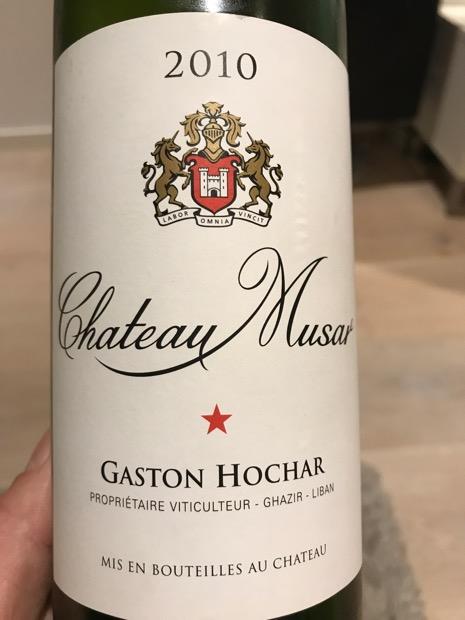 2010
LABOR OMNIA VINCIT
Chateau Musar
GASTON HOCHAR
PROPRIÉTAIRE VITICULTEUR - GHAZIR - LIBAN
MIS EN BOUTEILLES AU CHATEAU